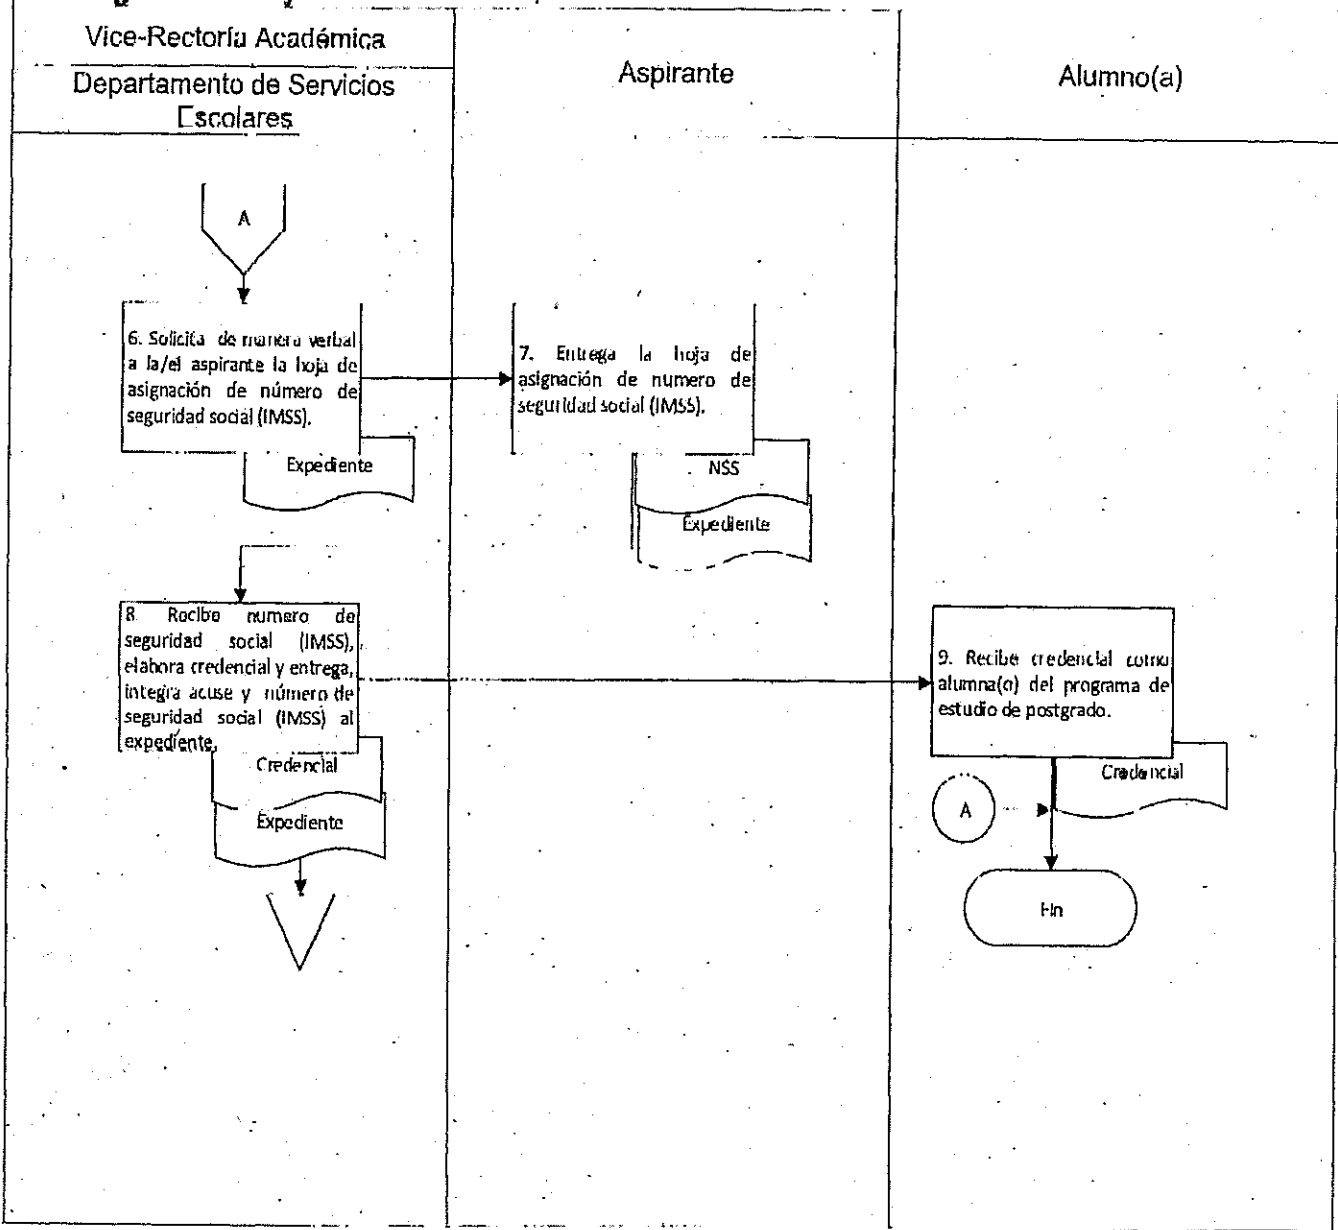 Vice-Rectoría Académica
Departamento de Servicios
Escolares
Aspirante
Alumno(a)
A
6. Solicita de manera verbal
a la/el aspirante la hoja de
asignación de número de
seguridad social (IMSS).
Expediente
7. Entrega la hoja de
asignación de numero de
seguridad social (IMSS).
NSS
Expediente
8 Recibe numero de
seguridad social (IMSS),
elabora credencial y entrega,
integra acuse y número de
seguridad social (IMSS) al
expediente.
Credencial
Expediente
9. Recibe credencial como
alumna(o) del programa de
estudio de postgrado.
Credencial
A
Fin